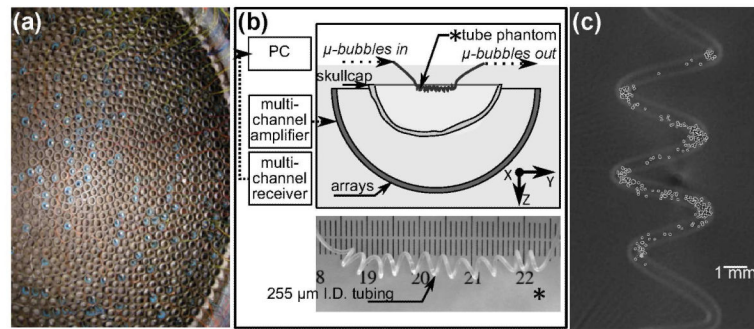 (a)
(b)
PC
multi-
channel
amplifier
multi-
channel
receiver
*tube phantom
μ-bubbles in
μ-bubbles out
skullcap
arrays
X
Y
Z
8 19 20 21 22
255 μm I.D. tubing
*
(c)
1 mm